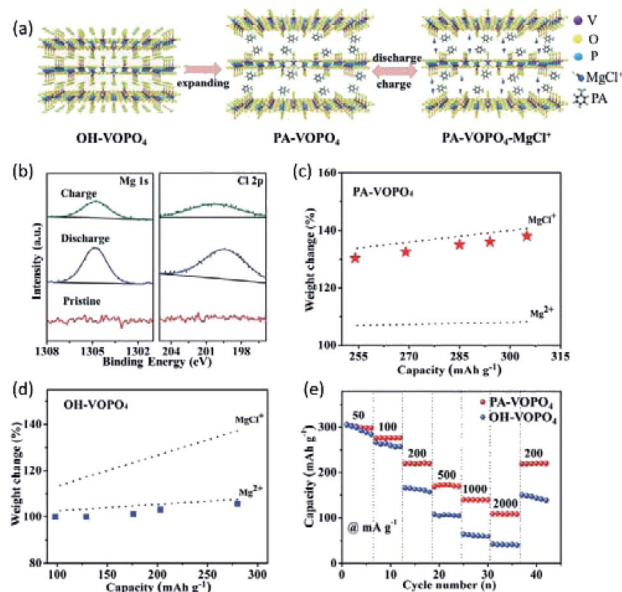 (a)
V
O
P
MgCl⁺
PA
expanding
discharge
charge
OH-VOPO₄
PA-VOPO₄
PA-VOPO₄-MgCl⁺
(b)
Mg 1s
Cl 2p
Charge
Discharge
Pristine
Intensity (a.u.)
1308 1305 1302 204 201 198
Binding Energy (eV)
(c)
PA-VOPO₄
MgCl⁺
Mg²⁺
Weight change (%)
160
140
120
100
255 270 285 300 315
Capacity (mAh g⁻¹)
(d)
OH-VOPO₄
MgCl⁺
Mg²⁺
Weight change (%)
140
120
100
80
100 150 200 250 300
Capacity (mAh g⁻¹)
(e)
PA-VOPO₄
OH-VOPO₄
50 100 200 500 1000 2000 200
@ mA g⁻¹
Capacity (mAh g⁻¹)
400
300
200
100
0
0 10 20 30 40
Cycle number (n)